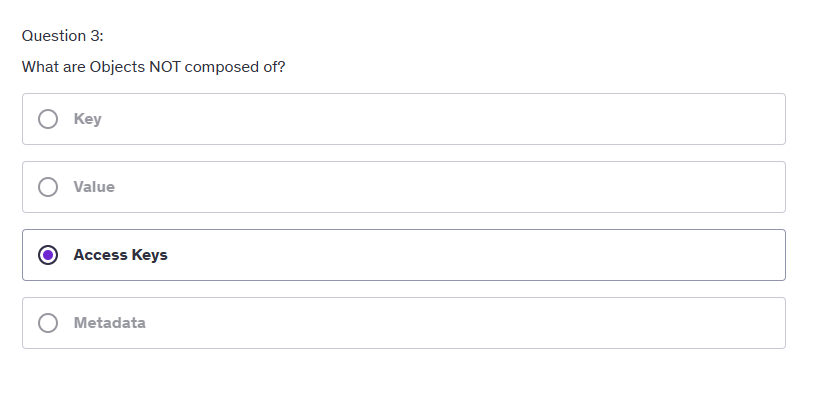 Question 3:
What are Objects NOT composed of?
Key
Value
Access Keys
Metadata